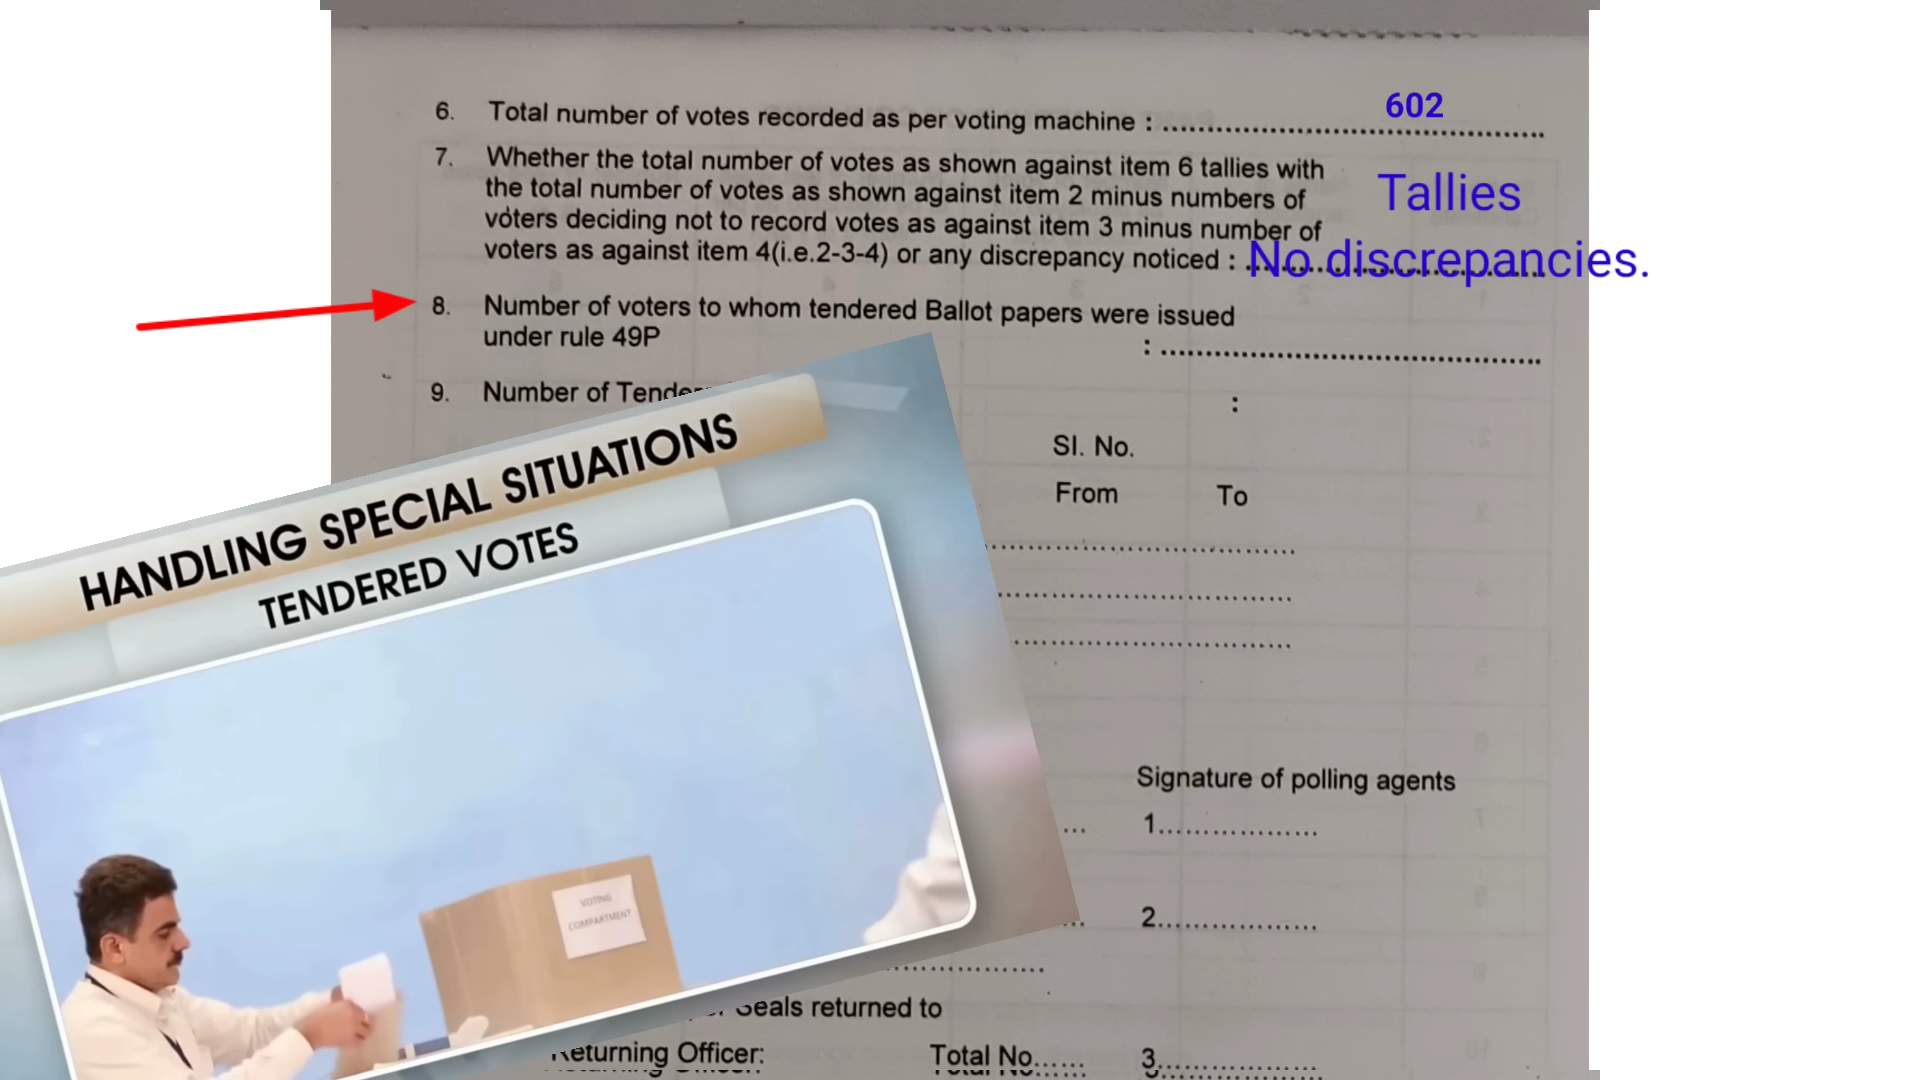 6. Total number of votes recorded as per voting machine : ............................................ 602
7. Whether the total number of votes as shown against item 6 tallies with
the total number of votes as shown against item 2 minus numbers of
voters deciding not to record votes as against item 3 minus number of
voters as against item 4(i.e.2-3-4) or any discrepancy noticed : ..................................
Tallies
No discrepancies.
8. Number of voters to whom tendered Ballot papers were issued
under rule 49P : ............................................
9. Number of :
Sl. No.
From To
HANDLING SPECIAL SITUATIONS
TENDERED VOTES
VOTING
COMPARTMENT
Signature of polling agents
1..................
2..................
Seals returned to
Returning Officer: Total No......
3..................